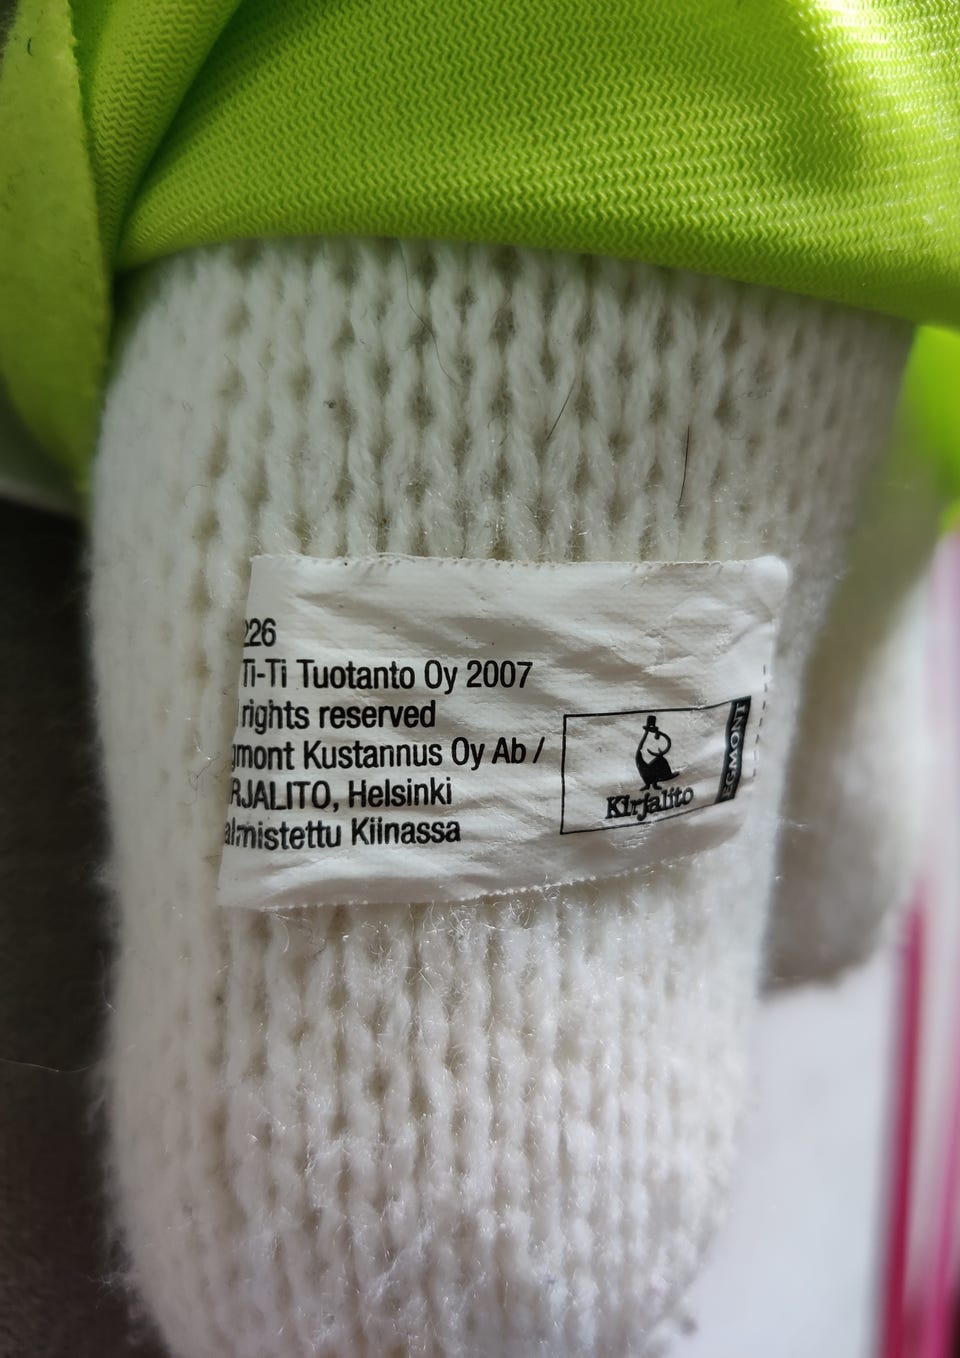 226
Ti-Ti Tuotanto Oy 2007
rights reserved
gmont Kustannus Oy Ab /
RJALITO, Helsinki
almistettu Kiinassa
Kirjalito
EGMONT